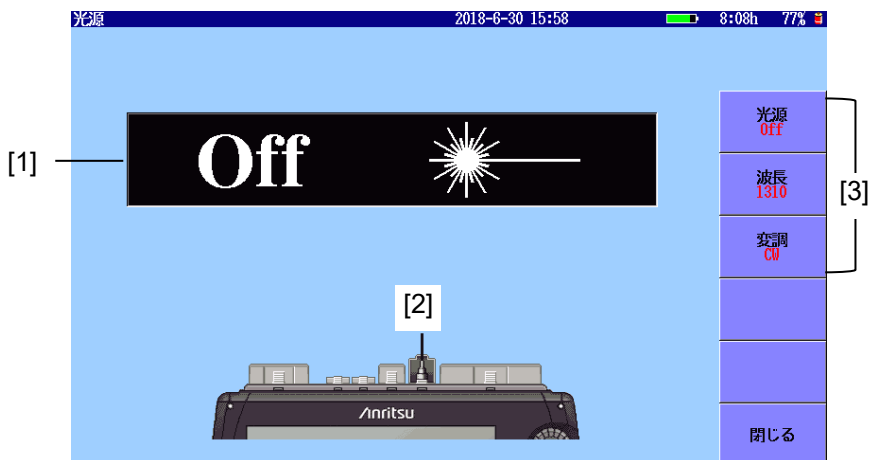 光源 2018-6-30 15:58 8:08h 77%
[1]
Off
光源
Off
波長
1310
変調
CW
[3]
[2]
/inritsu
閉じる